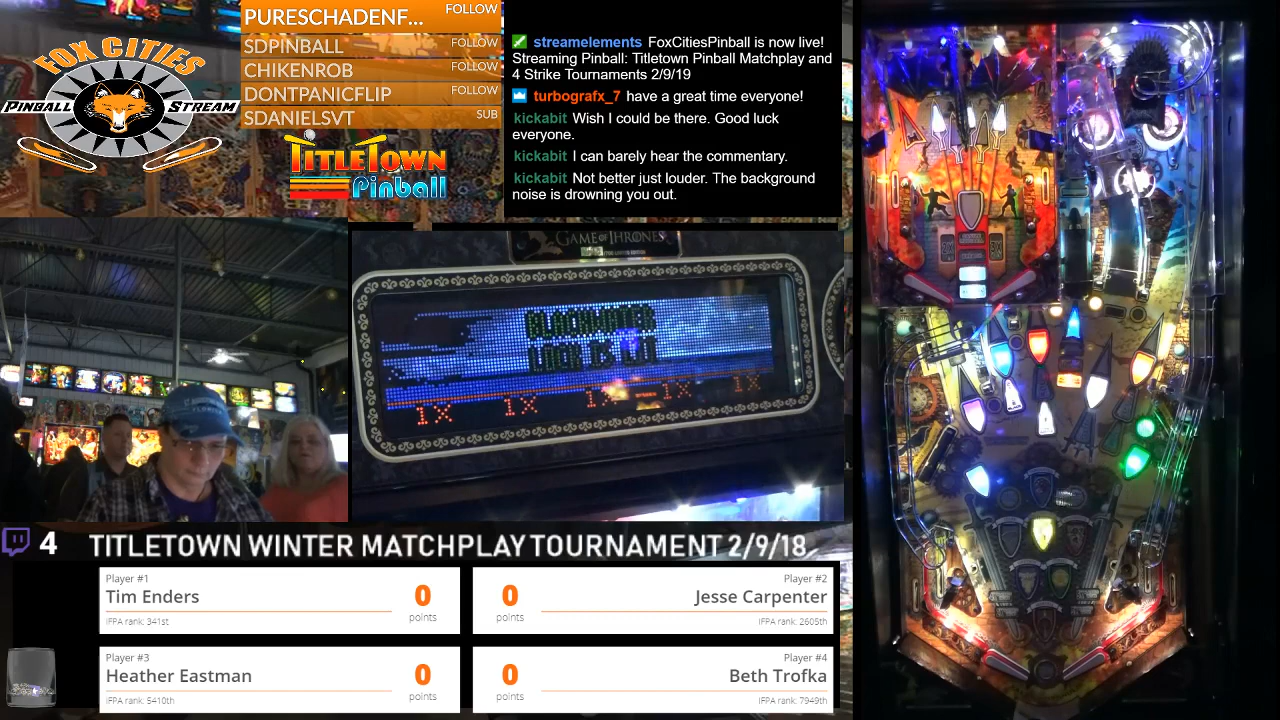 FOX CITIES
PINBALL STREAM
PURESCHADENF... FOLLOW
SDPINBALL FOLLOW
CHIKENROB FOLLOW
DONTPANICFLIP FOLLOW
SDANIELSVT SUB
TITLETOWN
Pinball
streamelements FoxCitiesPinball is now live!
Streaming Pinball: Titletown Pinball Matchplay and
4 Strike Tournaments 2/9/19
turbografx_7 have a great time everyone!
kickabit Wish I could be there. Good luck
everyone.
kickabit I can barely hear the commentary.
kickabit Not better just louder. The background
noise is drowning you out.
GAME OF THRONES
BLACKWATER
LOCK IS LIT
1X 1X 1X 1X 1X
4 TITLETOWN WINTER MATCHPLAY TOURNAMENT 2/9/18
Player #1
Tim Enders
IFPA rank: 341st
0
points
Player #2
Jesse Carpenter
IFPA rank: 2605th
0
points
Player #3
Heather Eastman
IFPA rank: 5410th
0
points
Player #4
Beth Trofka
IFPA rank: 7949th
0
points